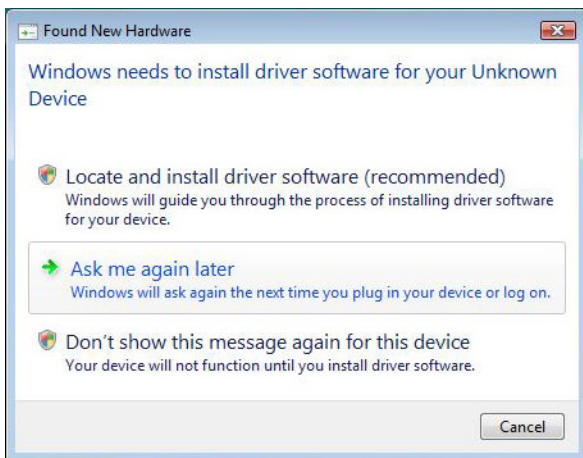 Found New Hardware
Windows needs to install driver software for your Unknown
Device
Locate and install driver software (recommended)
Windows will guide you through the process of installing driver software
for your device.
Ask me again later
Windows will ask again the next time you plug in your device or log on.
Don't show this message again for this device
Your device will not function until you install driver software.
Cancel